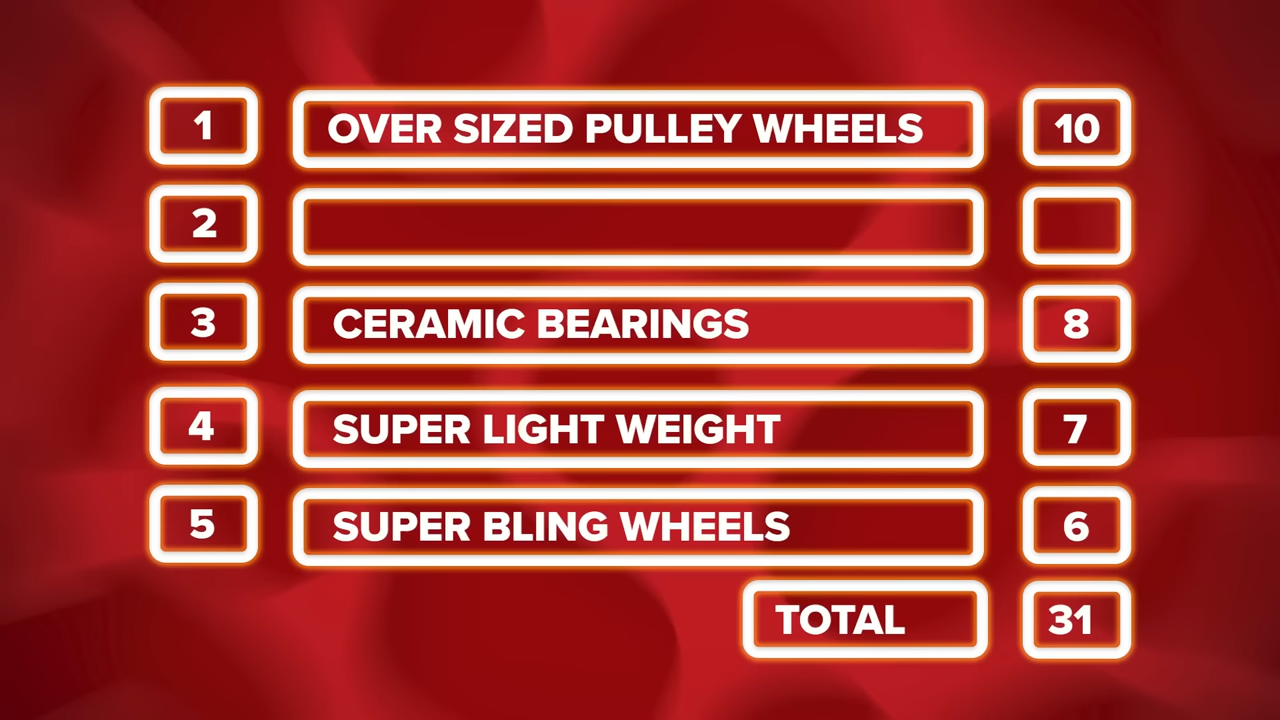 1 OVER SIZED PULLEY WHEELS 10
2
3 CERAMIC BEARINGS 8
4 SUPER LIGHT WEIGHT 7
5 SUPER BLING WHEELS 6
TOTAL 31